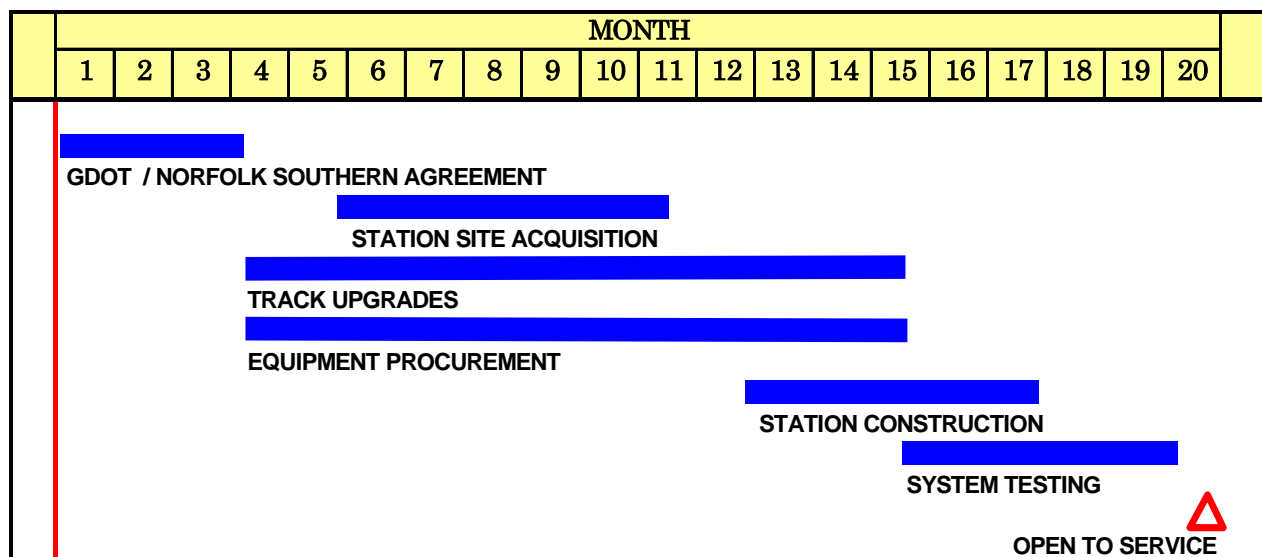 MONTH
1 2 3 4 5 6 7 8 9 10 11 12 13 14 15 16 17 18 19 20
GDOT / NORFOLK SOUTHERN AGREEMENT
STATION SITE ACQUISITION
TRACK UPGRADES
EQUIPMENT PROCUREMENT
STATION CONSTRUCTION
SYSTEM TESTING
OPEN TO SERVICE